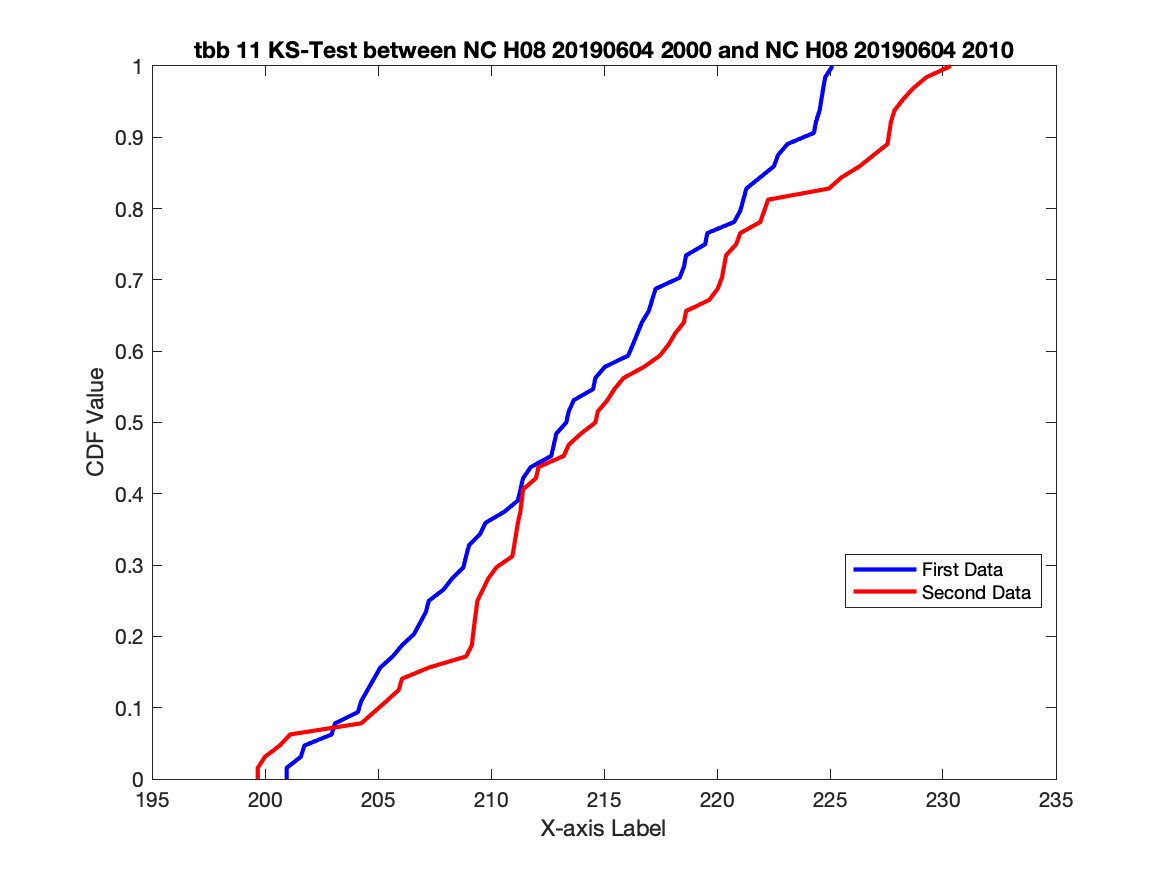 tbb 11 KS-Test between NC H08 20190604 2000 and NC H08 20190604 2010
1
0.9
0.8
0.7
0.6
0.5
0.4
0.3
0.2
0.1
0
CDF Value
First Data
Second Data
195 200 205 210 215 220 225 230 235
X-axis Label